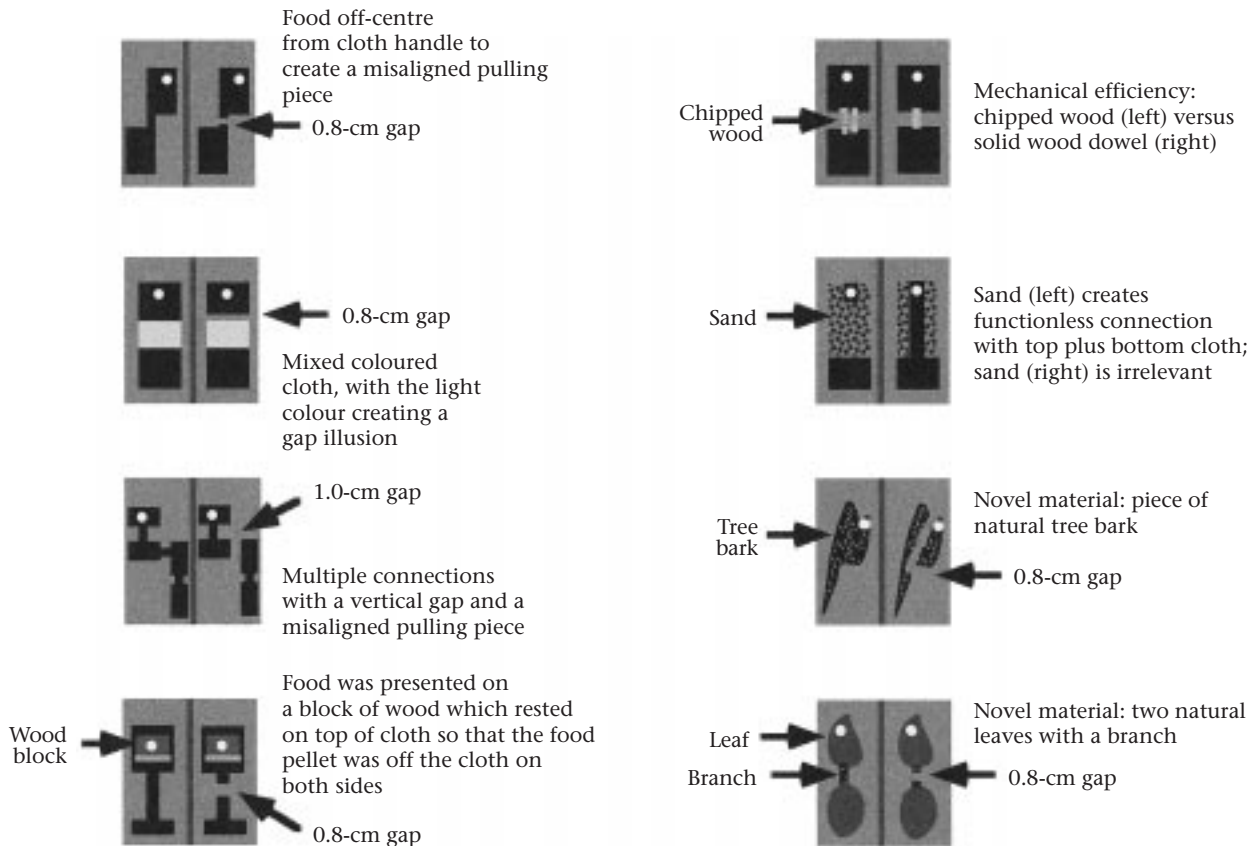 Food off-centre
from cloth handle to
create a misaligned pulling
piece
0.8-cm gap
0.8-cm gap
Mixed coloured
cloth, with the light
colour creating a
gap illusion
1.0-cm gap
Multiple connections
with a vertical gap and a
misaligned pulling piece
Wood
block
Food was presented on
a block of wood which rested
on top of cloth so that the food
pellet was off the cloth on
both sides
0.8-cm gap
Chipped
wood
Mechanical efficiency:
chipped wood (left) versus
solid wood dowel (right)
Sand
Sand (left) creates
functionless connection
with top plus bottom cloth;
sand (right) is irrelevant
Tree
bark
Novel material: piece of
natural tree bark
0.8-cm gap
Leaf
Branch
Novel material: two natural
leaves with a branch
0.8-cm gap